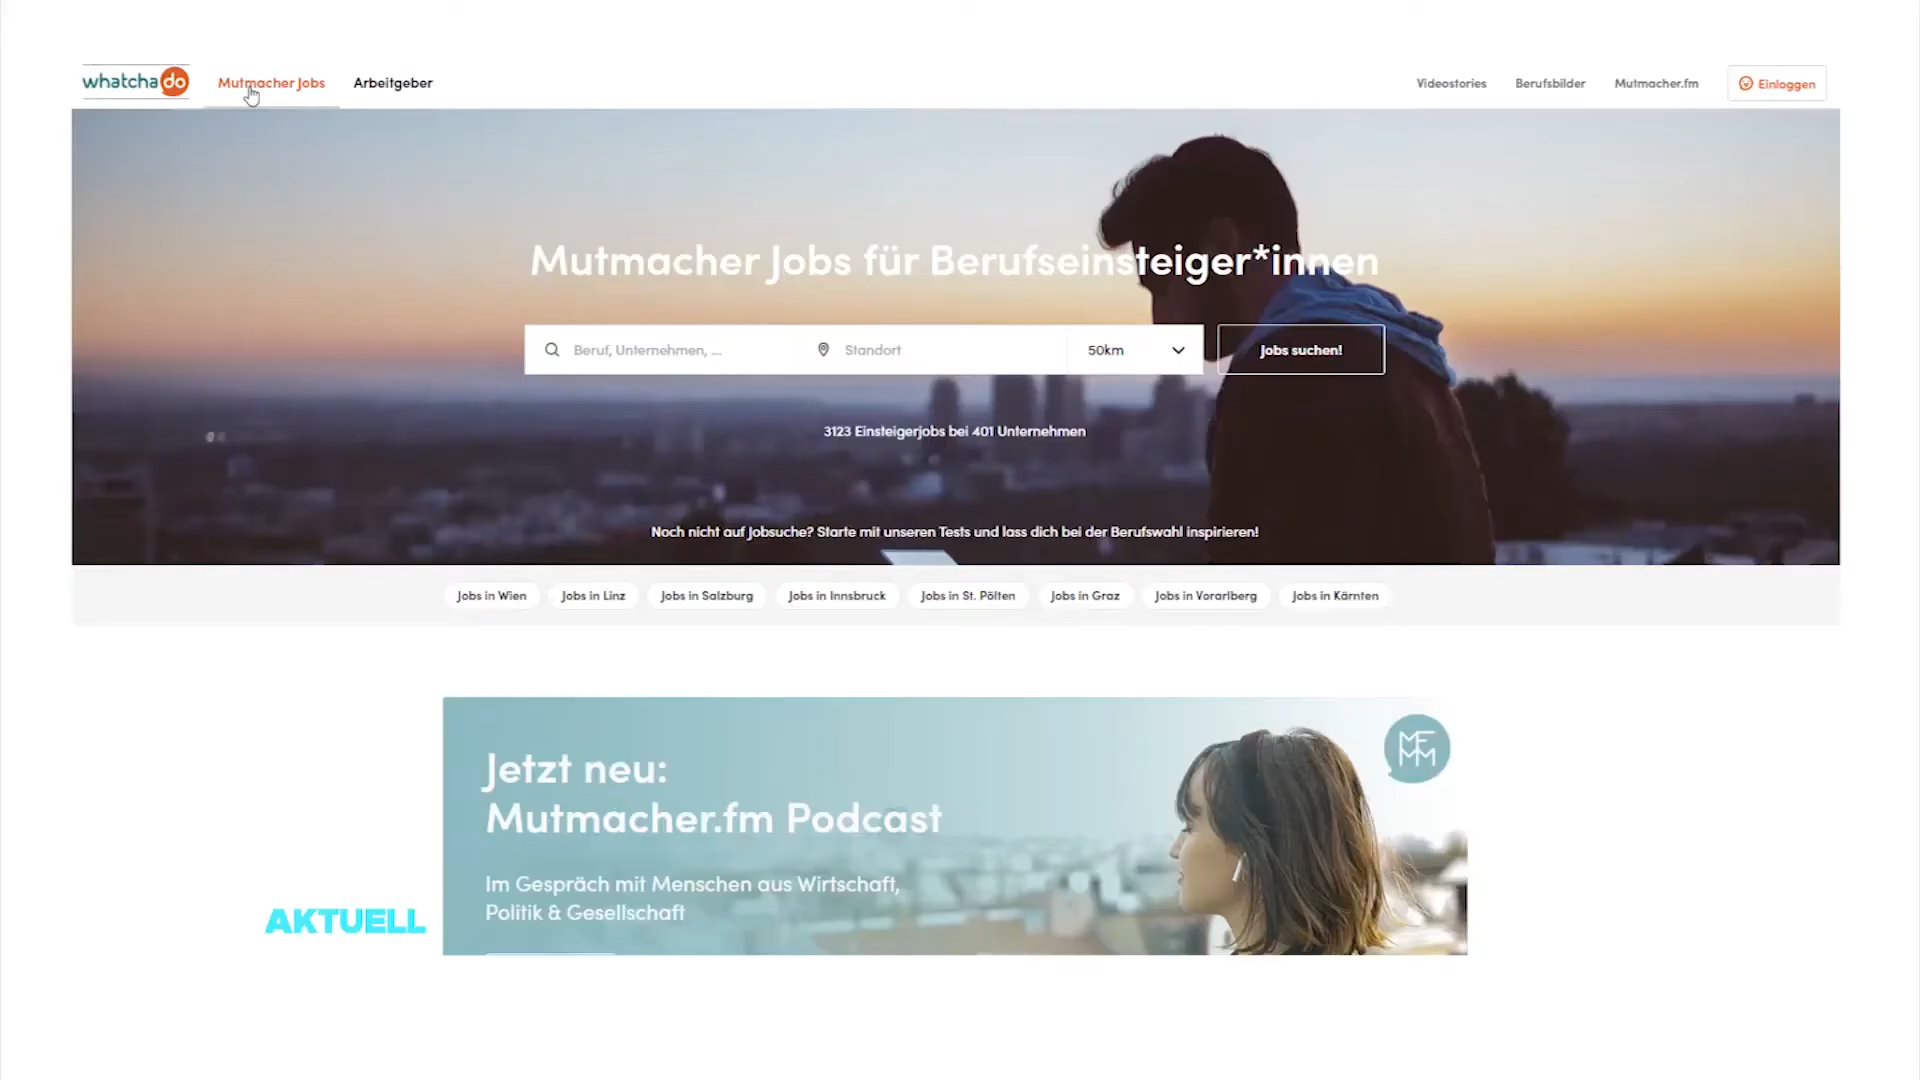 whatchado
Mutmacher Jobs
Arbeitgeber
Videostories
Berufsbilder
Mutmacher.fm
Einloggen
Mutmacher Jobs für Berufseinsteiger*innen
Beruf, Unternehmen, ...
Standort
50km
Jobs suchen!
3123 Einsteigerjobs bei 401 Unternehmen
Noch nicht auf Jobsuche? Starte mit unseren Tests und lass dich bei der Berufswahl inspirieren!
Jobs in Wien
Jobs in Linz
Jobs in Salzburg
Jobs in Innsbruck
Jobs in St. Pölten
Jobs in Graz
Jobs in Vorarlberg
Jobs in Kärnten
Jetzt neu:
Mutmacher.fm Podcast
Im Gespräch mit Menschen aus Wirtschaft,
Politik & Gesellschaft
MFMM
AKTUELL